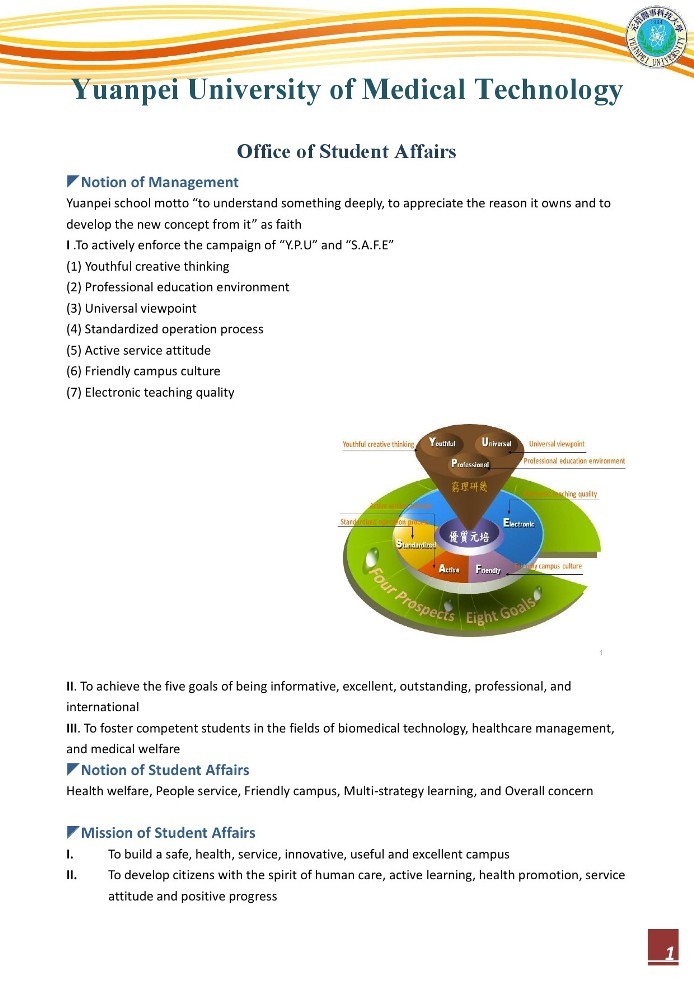 Yuanpei University of Medical Technology
Office of Student Affairs
Notion of Management
Yuanpei school motto “to understand something deeply, to appreciate the reason it owns and to
develop the new concept from it” as faith
I .To actively enforce the campaign of “Y.P.U” and “S.A.F.E”
(1) Youthful creative thinking
(2) Professional education environment
(3) Universal viewpoint
(4) Standardized operation process
(5) Active service attitude
(6) Friendly campus culture
(7) Electronic teaching quality
Youthful creative thinking
Youthful
Universal
Universal viewpoint
Professional
Professional education environment
窮理研幾
teaching quality
Electronic
優質元培
Standardized
Active
Friendly
campus culture
Four Prospects Eight Goals
II. To achieve the five goals of being informative, excellent, outstanding, professional, and
international
III. To foster competent students in the fields of biomedical technology, healthcare management,
and medical welfare
Notion of Student Affairs
Health welfare, People service, Friendly campus, Multi-strategy learning, and Overall concern
Mission of Student Affairs
I. To build a safe, health, service, innovative, useful and excellent campus
II. To develop citizens with the spirit of human care, active learning, health promotion, service
attitude and positive progress
1